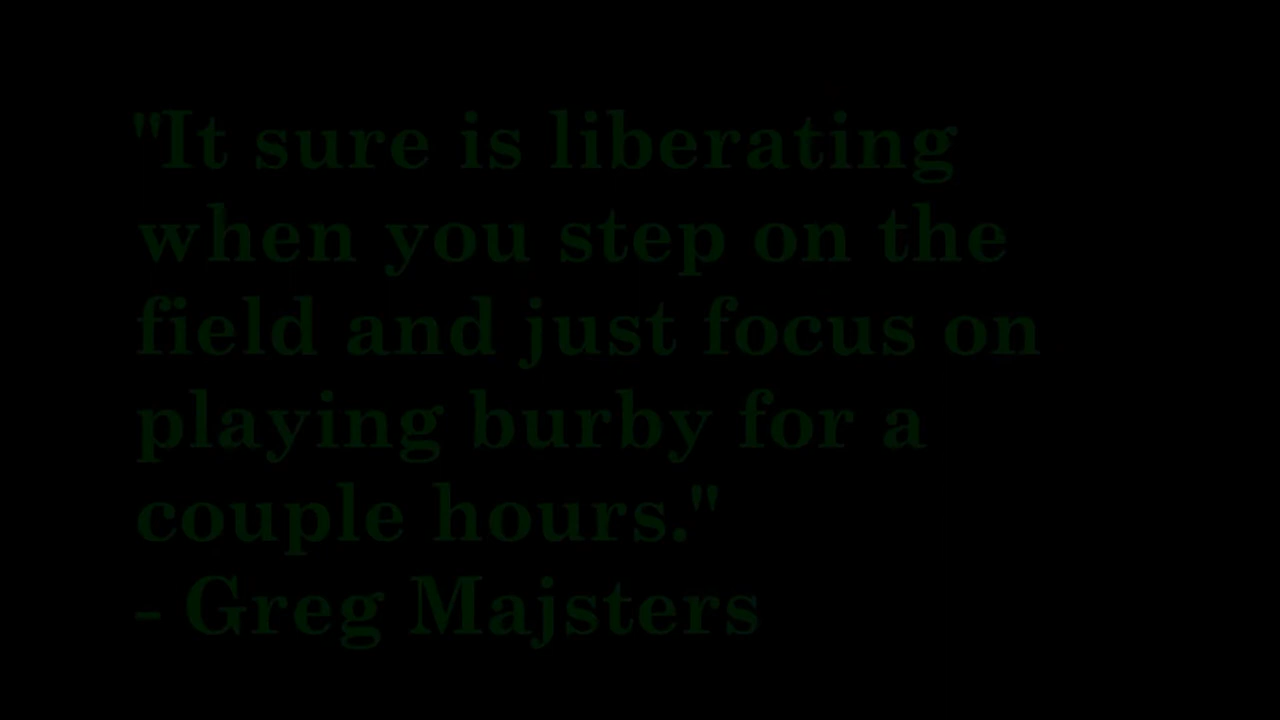 "It sure is liberating
when you step on the
field and just focus on
playing burby for a
couple hours."
- Greg Majsters